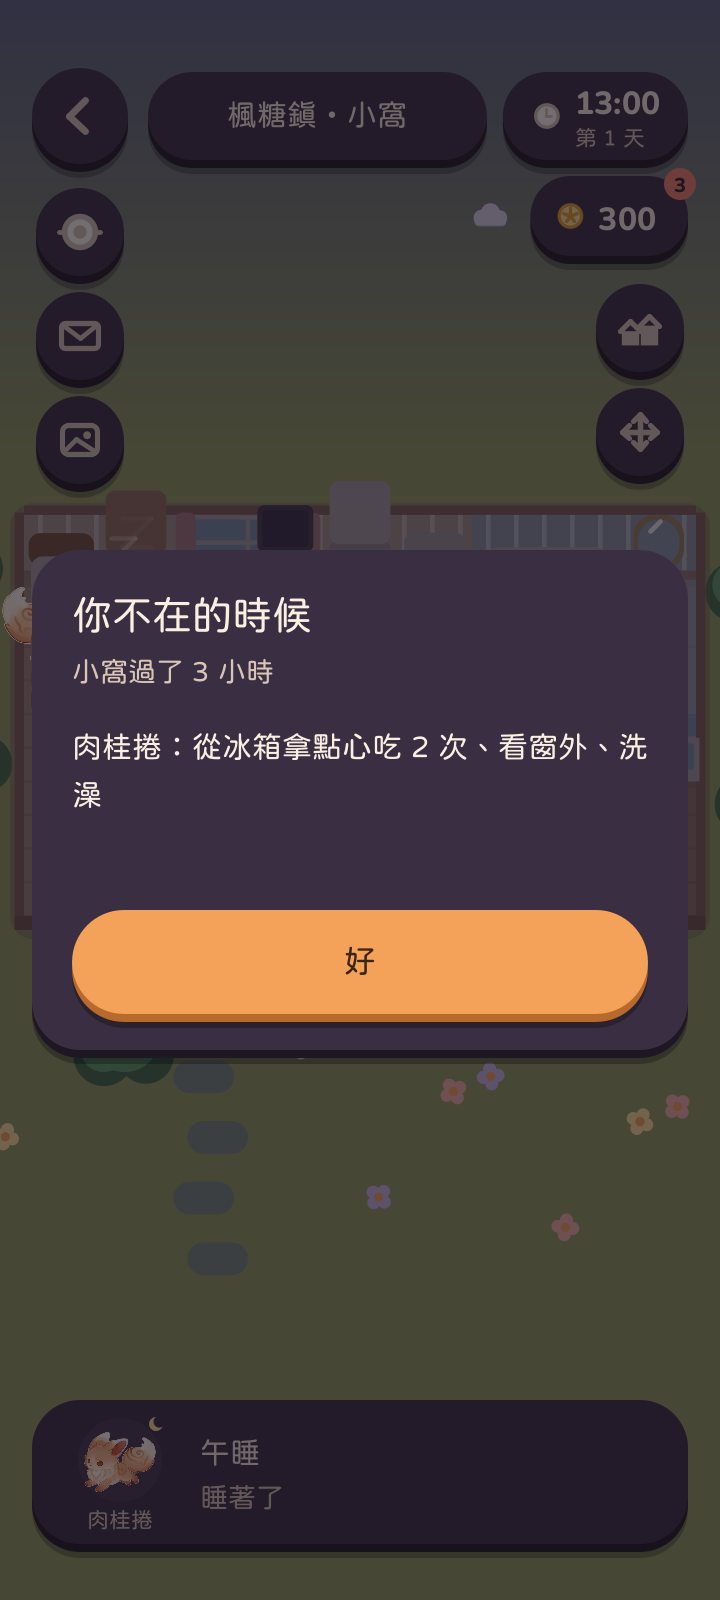 楓糖鎮・小窩
13:00
第 1 天
3
300
你不在的時候
小窩過了 3 小時
肉桂捲：從冰箱拿點心吃 2 次、看窗外、洗
澡
好
午睡
睡著了
肉桂捲